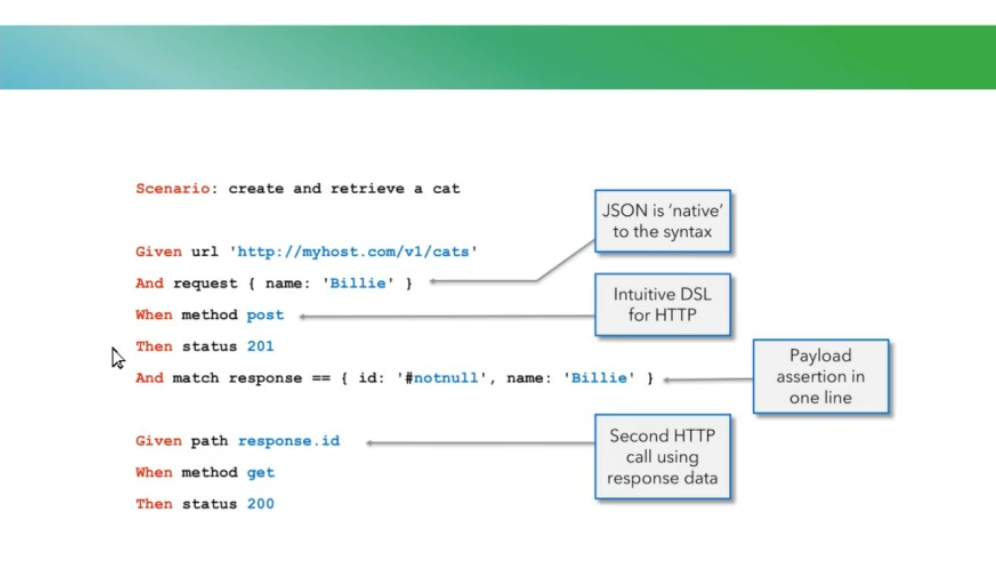 Scenario: create and retrieve a cat
Given url 'http://myhost.com/v1/cats'
And request { name: 'Billie' }
When method post
Then status 201
And match response == { id: '#notnull', name: 'Billie' }
Given path response.id
When method get
Then status 200
JSON is 'native'
to the syntax
Intuitive DSL
for HTTP
Payload
assertion in
one line
Second HTTP
call using
response data